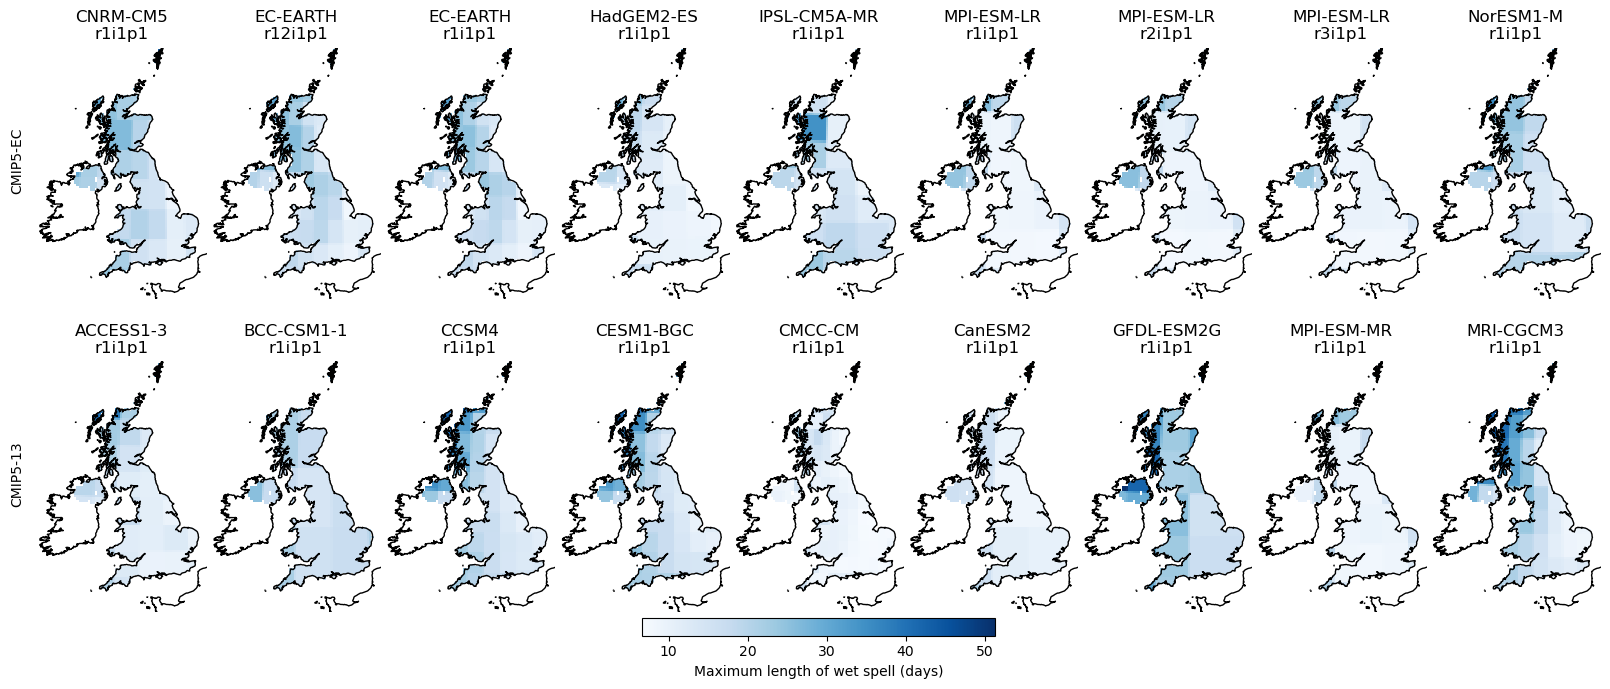 CNRM-CM5 EC-EARTH EC-EARTH HadGEM2-ES IPSL-CM5A-MR MPI-ESM-LR MPI-ESM-LR MPI-ESM-LR NorESM1-M
r1i1p1 r12i1p1 r1i1p1 r1i1p1 r1i1p1 r1i1p1 r2i1p1 r3i1p1 r1i1p1
CMIP5-EC
ACCESS1-3 BCC-CSM1-1 CCSM4 CESM1-BGC CMCC-CM CanESM2 GFDL-ESM2G MPI-ESM-MR MRI-CGCM3
r1i1p1 r1i1p1 r1i1p1 r1i1p1 r1i1p1 r1i1p1 r1i1p1 r1i1p1 r1i1p1
CMIP5-13
10 20 30 40 50
Maximum length of wet spell (days)